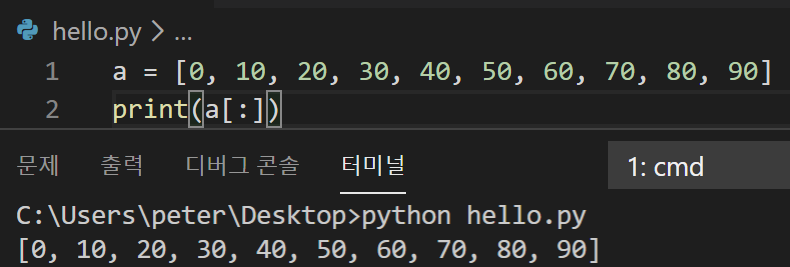 hello.py > ...
1 a = [0, 10, 20, 30, 40, 50, 60, 70, 80, 90]
2 print(a[:])
문제 출력 디버그 콘솔 터미널 1: cmd
C:\Users\peter\Desktop>python hello.py
[0, 10, 20, 30, 40, 50, 60, 70, 80, 90]